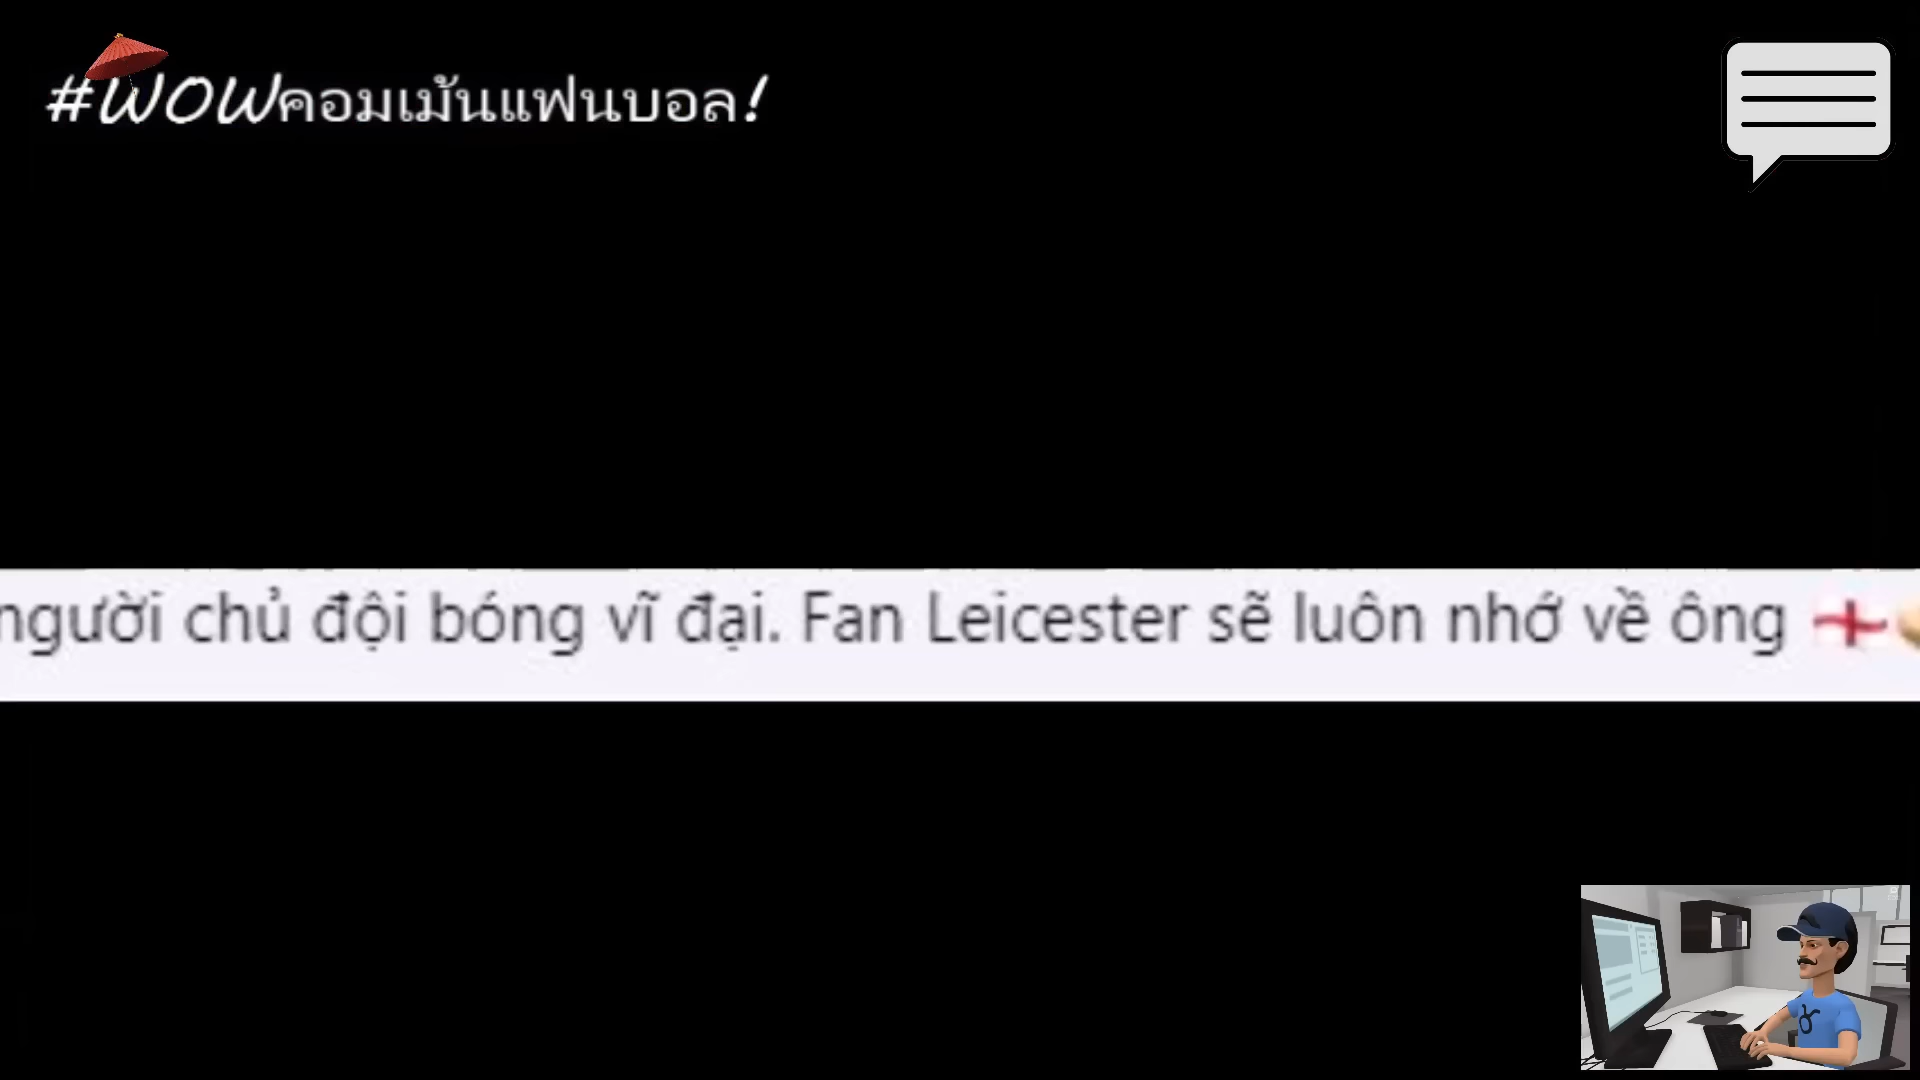 #WOWคอมเม้นแฟนบอล!
người chủ đội bóng vĩ đại. Fan Leicester sẽ luôn nhớ về ông